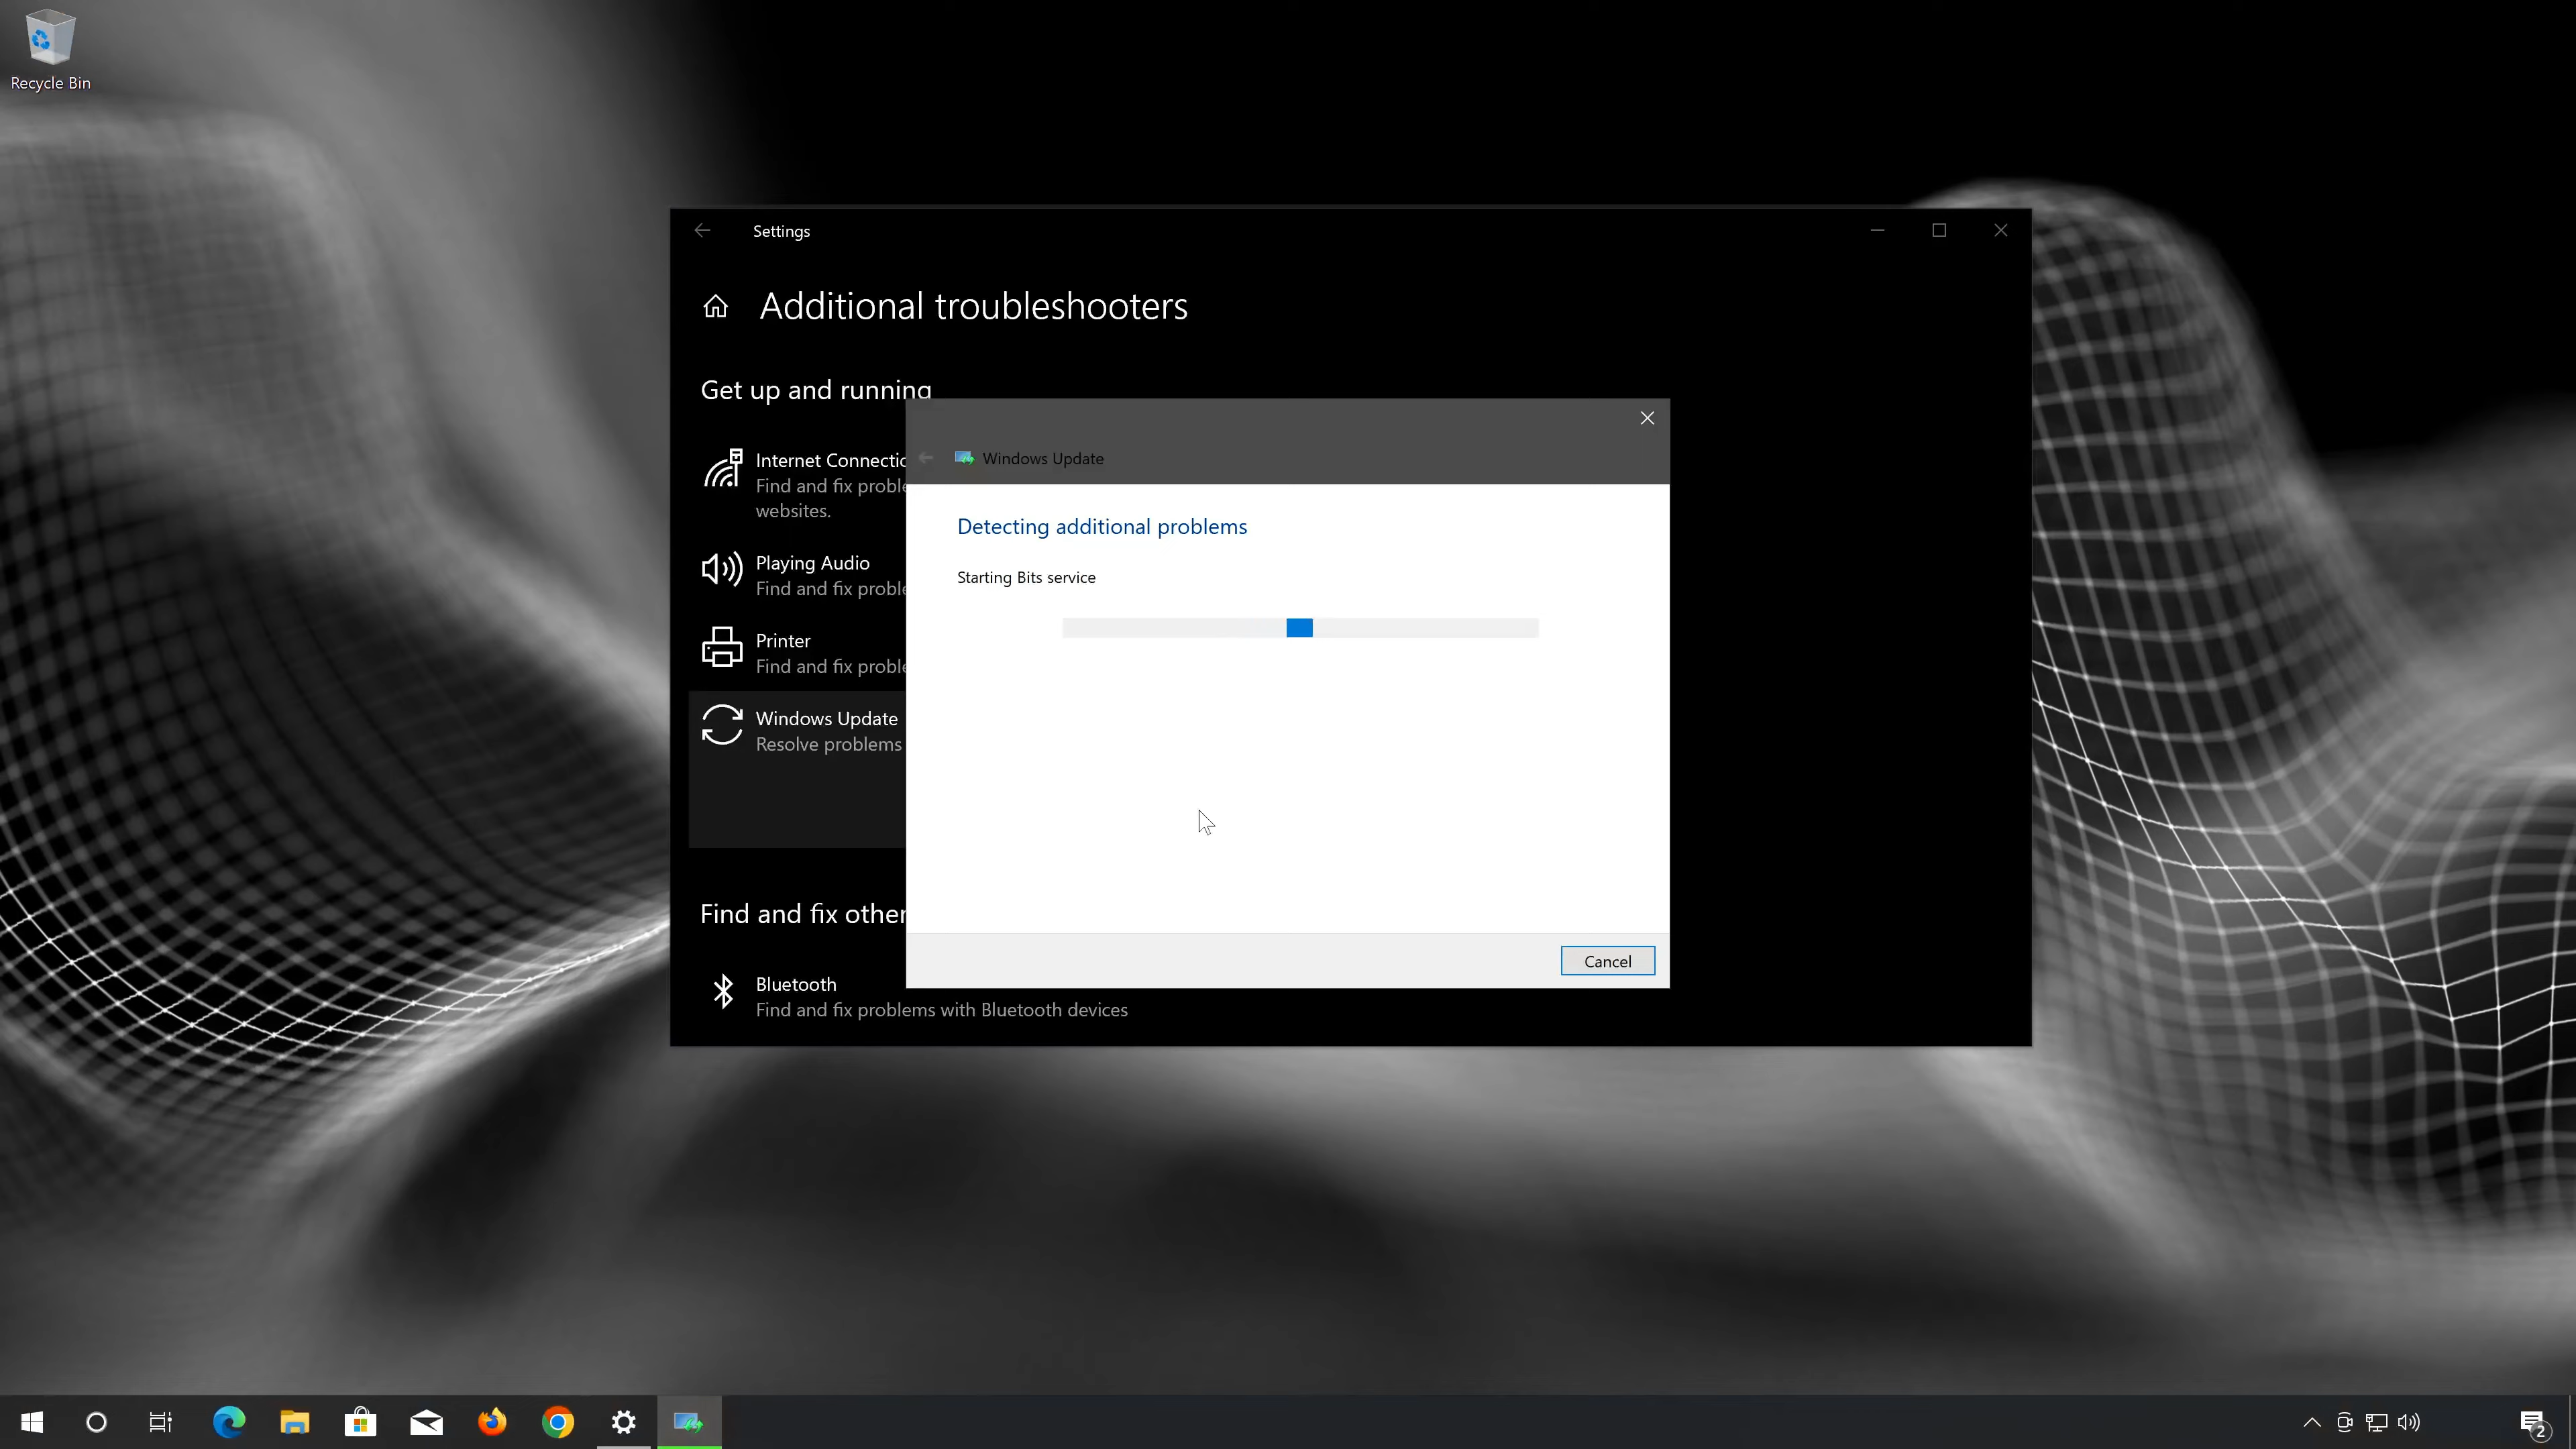 Recycle Bin
Settings
Additional troubleshooters
Get up and running
Internet Connectio
Find and fix proble
websites.
Playing Audio
Find and fix proble
Printer
Find and fix proble
Windows Update
Resolve problems
Find and fix other
Bluetooth
Find and fix problems with Bluetooth devices
Windows Update
Detecting additional problems
Starting Bits service
Cancel
2